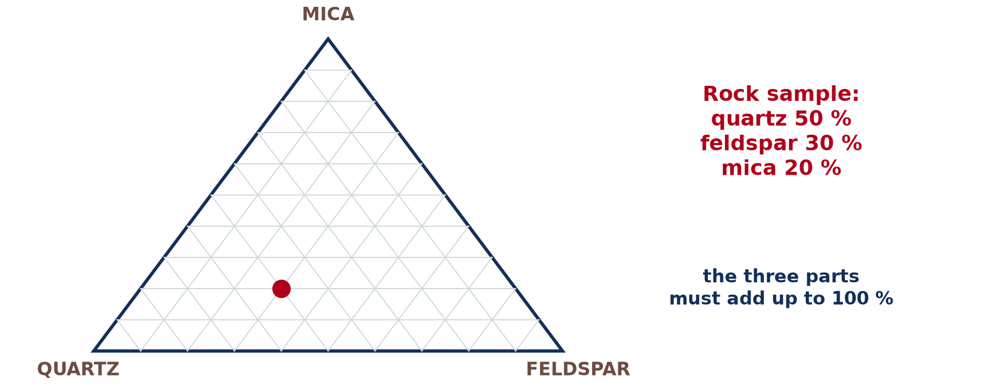 MICA
Rock sample:
quartz 50 %
feldspar 30 %
mica 20 %
the three parts
must add up to 100 %
QUARTZ
FELDSPAR